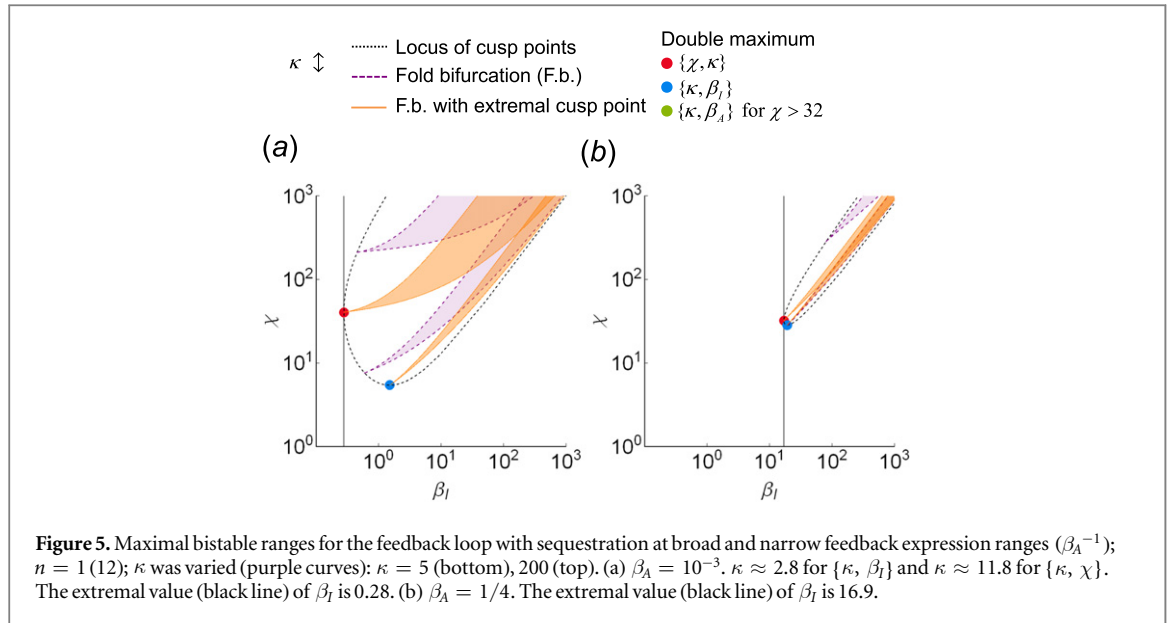 κ ↕
Locus of cusp points
Fold bifurcation (F.b.)
F.b. with extremal cusp point
Double maximum
{χ, κ}
{κ, β_I}
{κ, β_A} for χ > 32
(a)
10³
10²
10¹
10⁰
χ
10⁰ 10¹ 10² 10³
β_I
(b)
10³
10²
10¹
10⁰
χ
10⁰ 10¹ 10² 10³
β_I
Figure 5. Maximal bistable ranges for the feedback loop with sequestration at broad and narrow feedback expression ranges (β_A⁻¹);
n = 1 (12); κ was varied (purple curves): κ = 5 (bottom), 200 (top). (a) β_A = 10⁻³. κ ≈ 2.8 for {κ, β_I} and κ ≈ 11.8 for {κ, χ}.
The extremal value (black line) of β_I is 0.28. (b) β_A = 1/4. The extremal value (black line) of β_I is 16.9.